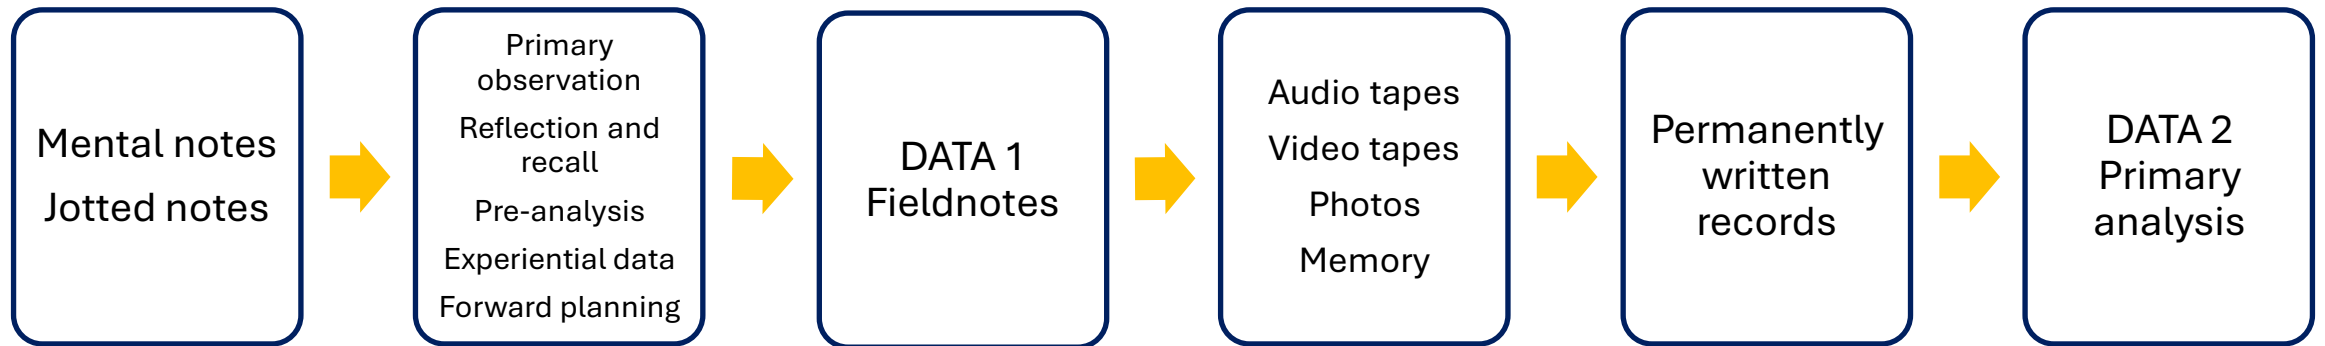 Mental notes
Jotted notes
Primary
observation
Reflection and
recall
Pre-analysis
Experiential data
Forward planning
DATA 1
Fieldnotes
Audio tapes
Video tapes
Photos
Memory
Permanently
written
records
DATA 2
Primary
analysis